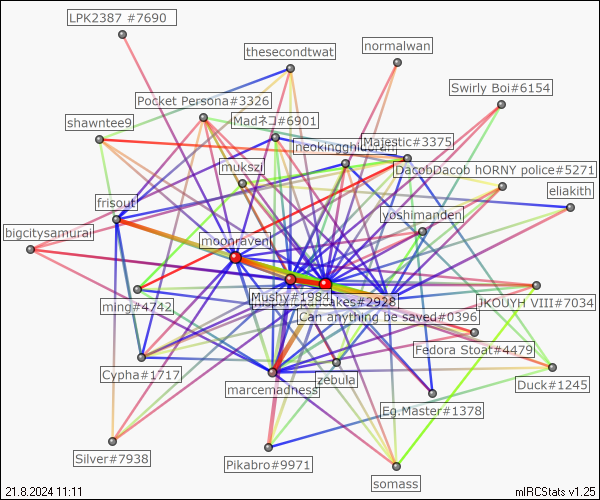 LPK2387 #7690
normalwan
thesecondtwat
Swirly Boi#6154
Pocket Persona#3326
Madネコ#6901
shawntee9
Majestic#3375
mukszi
DacobDacob hORNY police#5271
eliakith
frisout
yoshimanden
bigcitysamurai
moonraven
Mushy#1984
akes#2928
ming#4742
JKOUYH VIII#7034
Can anything be saved#0396
Fedora Stoat#4479
Cypha#1717
zebula
marcemadness
Duck#1245
Eg.Master#1378
Silver#7938
Pikabro#9971
somass
21.8.2024 11:11
mIRCStats v1.25